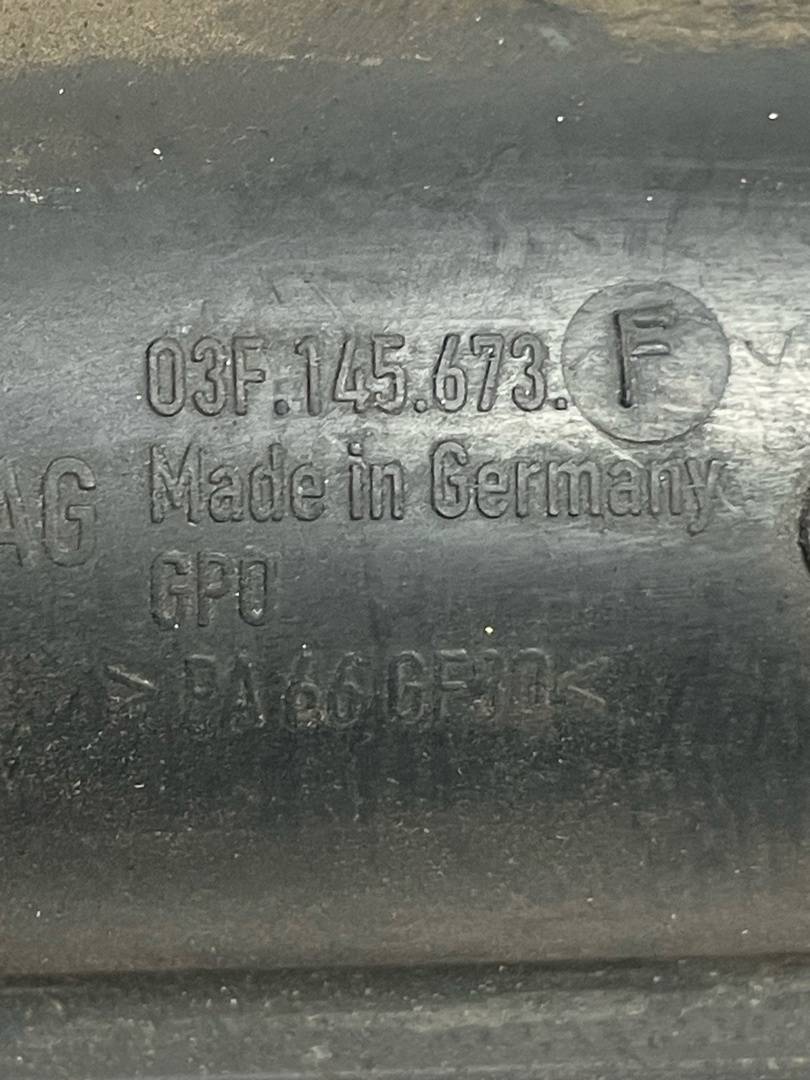 03F.145.673.F
AG Made in Germany
GPO
>PA66GF30<